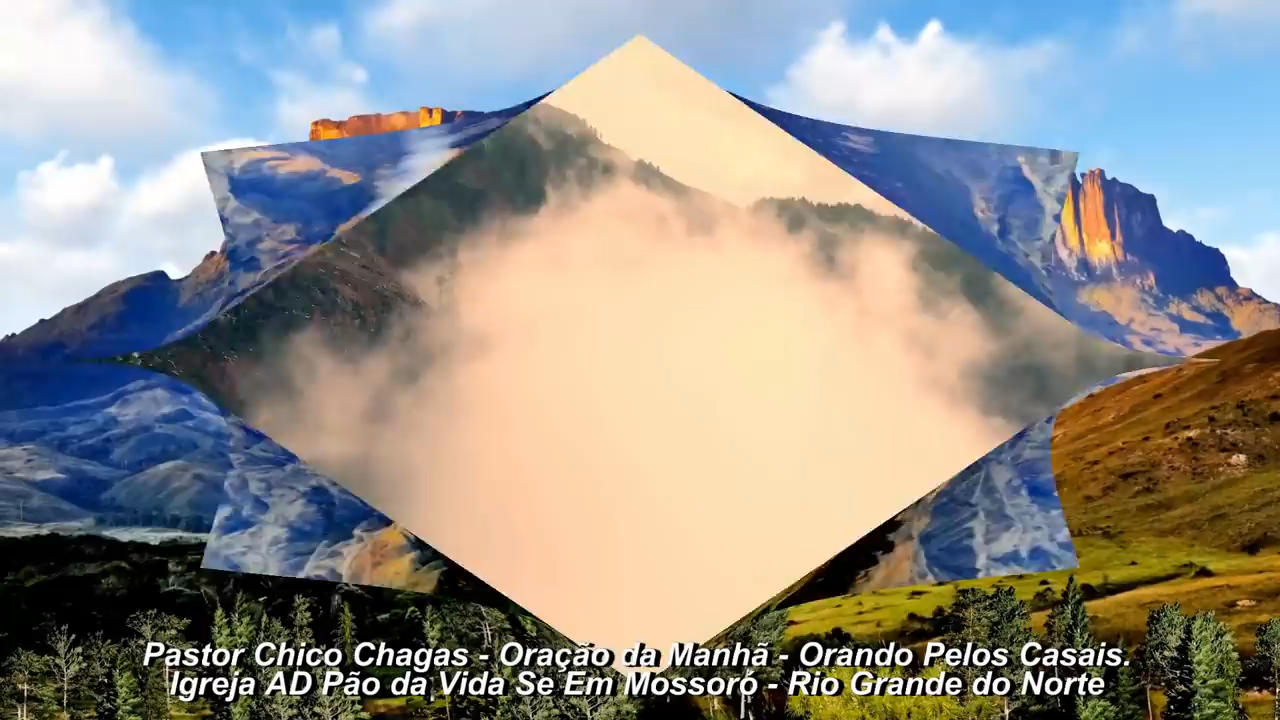 Pastor Chico Chagas - Oração da Manhã - Orando Pelos Casais.
Igreja AD Pão da Vida Se Em Mossoró - Rio Grande do Norte